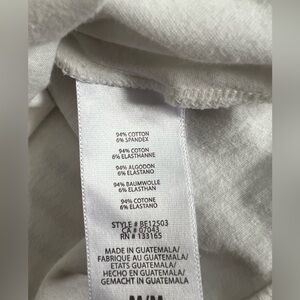 94% COTTON
6% SPANDEX
94% COTON
6% ELASTHANNE
94% ALGODON
6% ELASTANO
94% BAUMWOLLE
6% ELASTHAN
94% COTONE
6% ELASTANO
STYLE # BE12503
CA # 07043
RN # 133165
MADE IN GUATEMALA/
FABRIQUE AU GUATEMALA/
ETATS GUATEMALA/
HECHO EN GUATEMALA/
GEMACHT IN GUATEMALA
M/M